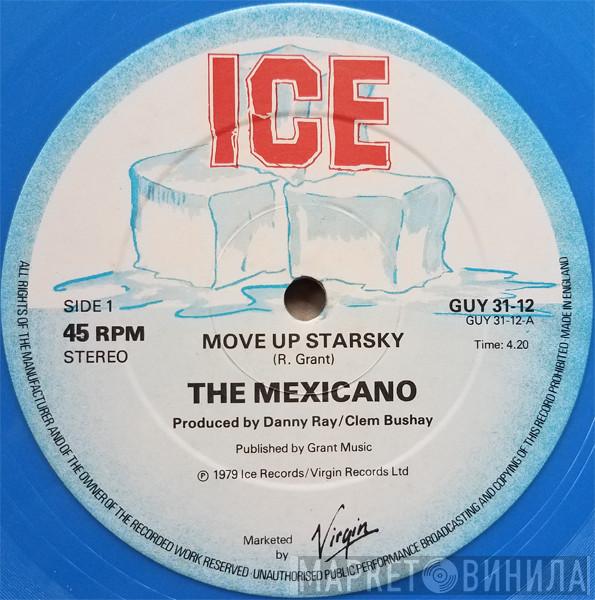 ICE
SIDE 1
45 RPM
STEREO
GUY 31-12
GUY 31-12-A
Time: 4.20
MOVE UP STARSKY
(R. Grant)
THE MEXICANO
Produced by Danny Ray/Clem Bushay
Published by Grant Music
℗ 1979 Ice Records/Virgin Records Ltd
Marketed
by
Virgin
ALL RIGHTS OF THE MANUFACTURER AND OF THE OWNER OF THE RECORDED WORK RESERVED · UNAUTHORISED PUBLIC PERFORMANCE BROADCASTING AND COPYING OF THIS RECORD PROHIBITED · MADE IN ENGLAND
МАРКЕТ ВИНИЛА